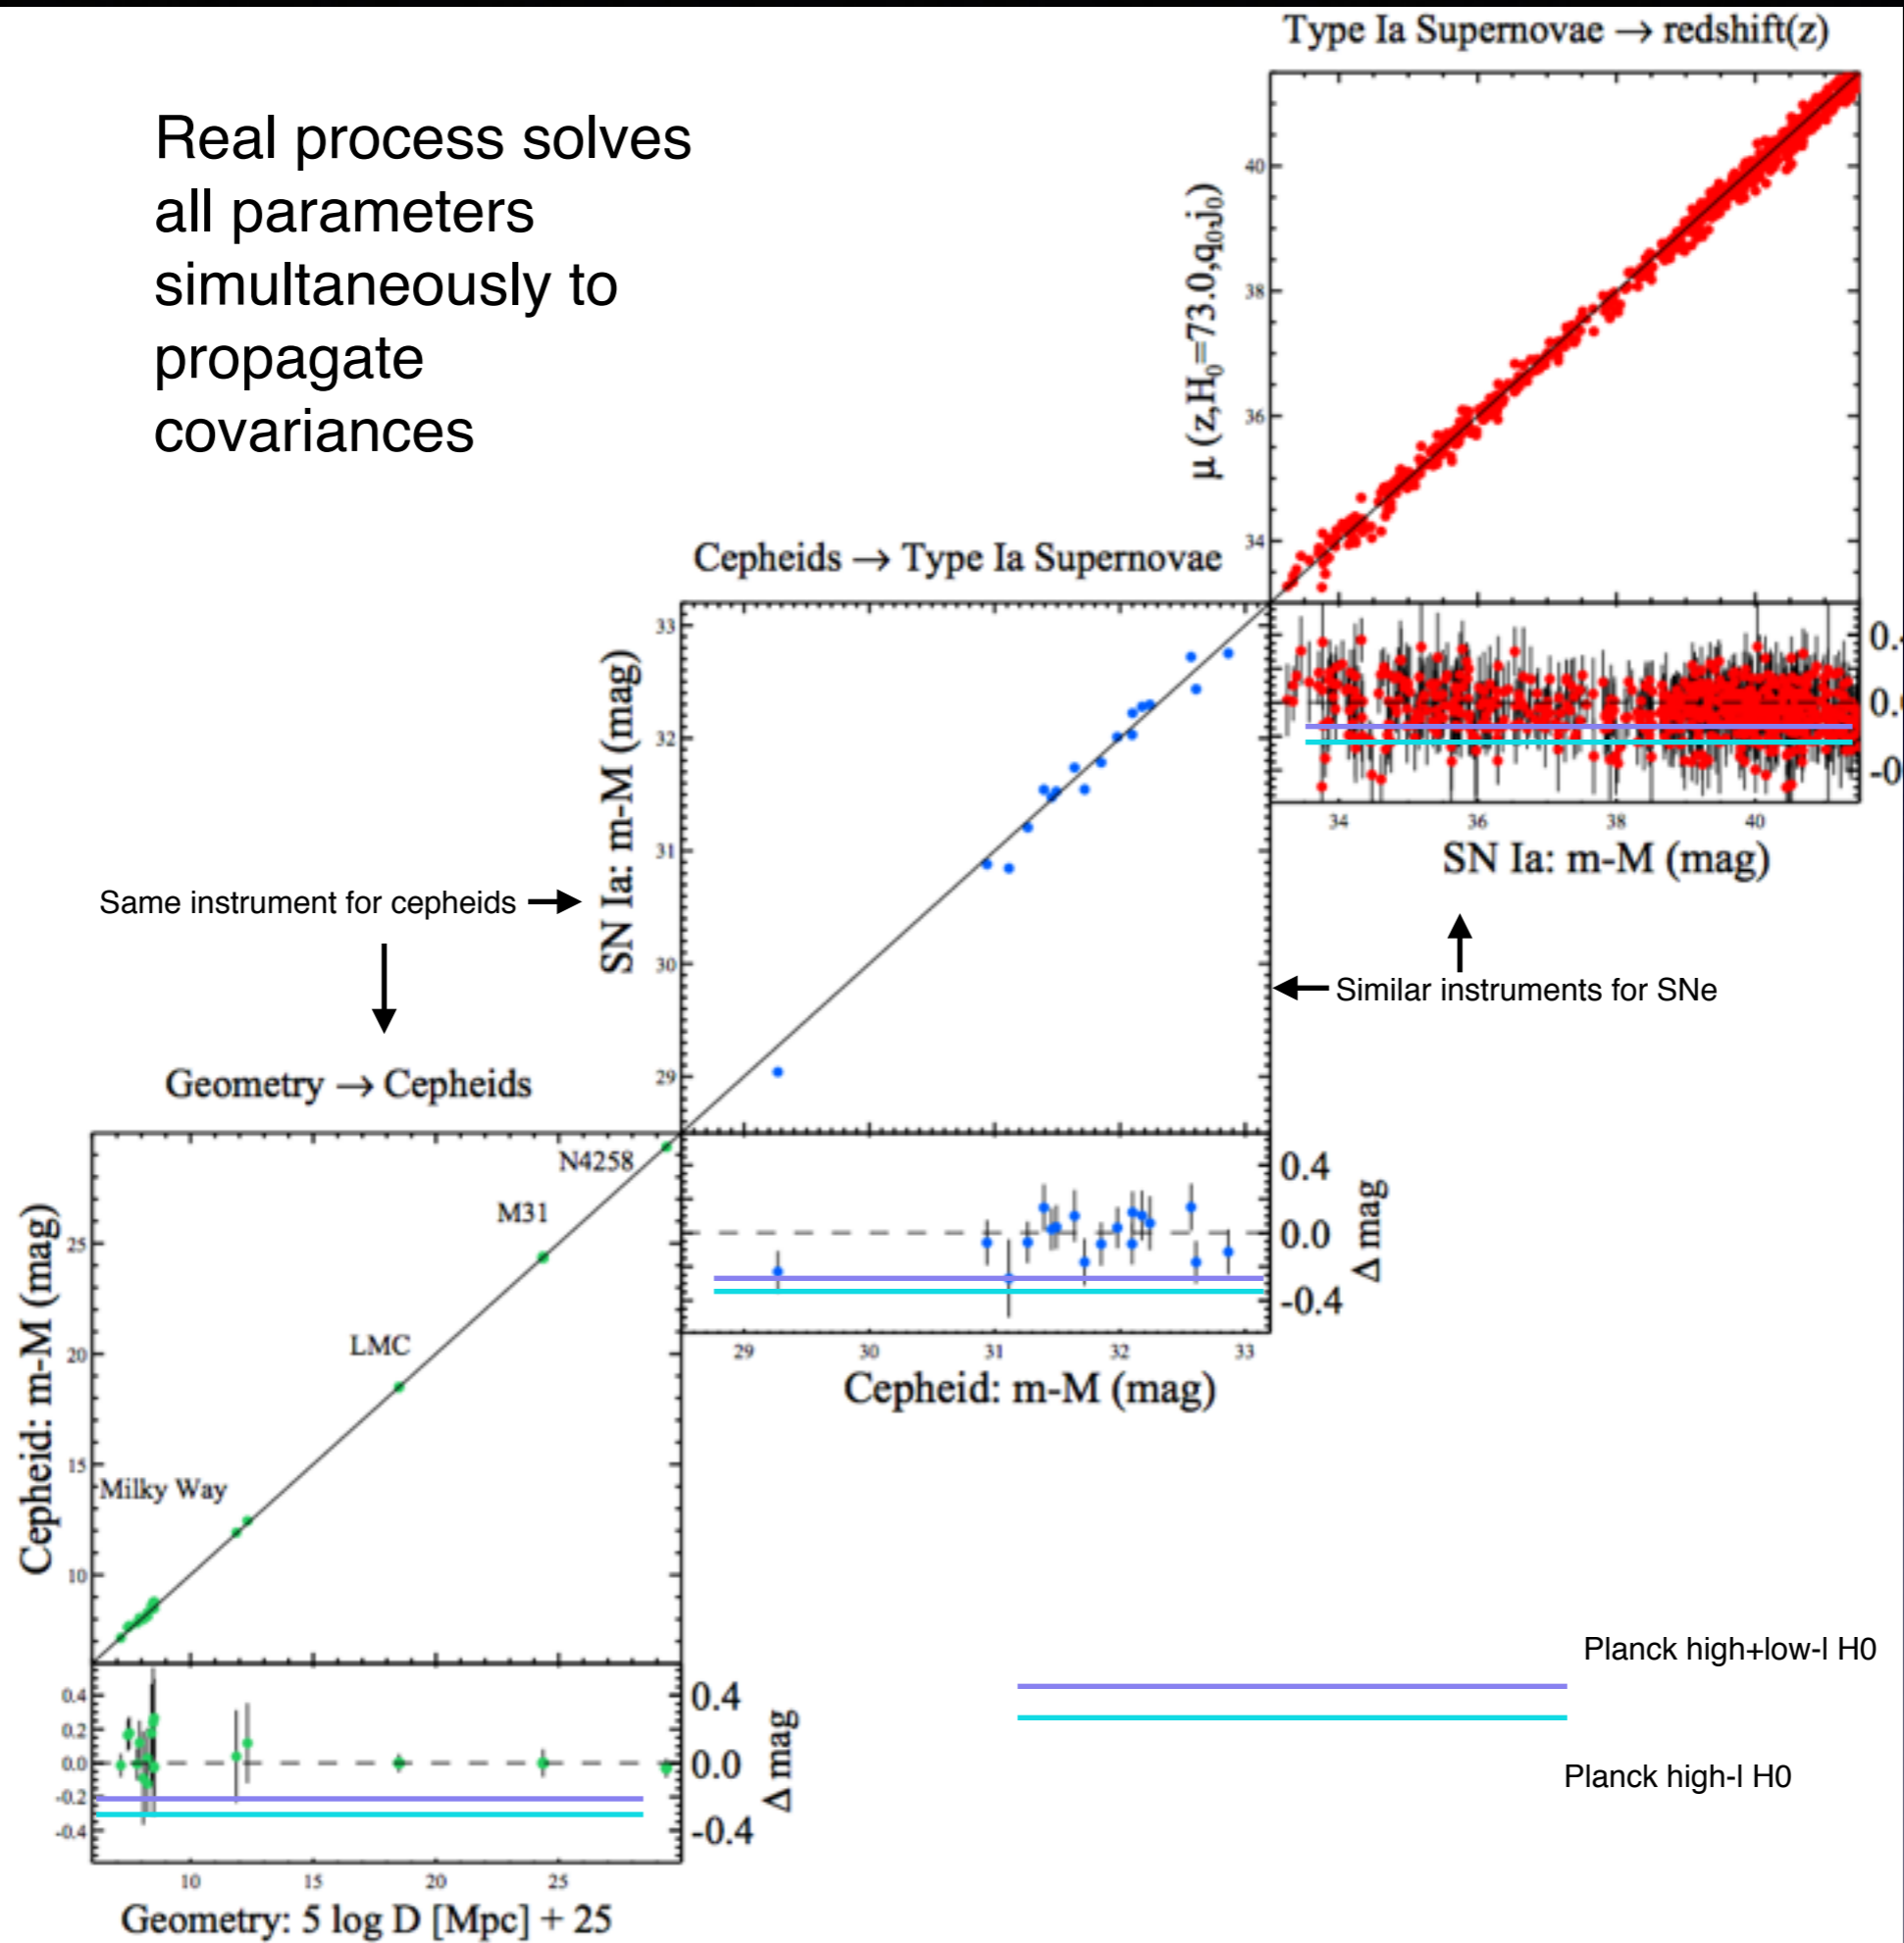 Type Ia Supernovae → redshift(z)
Real process solves
all parameters
simultaneously to
propagate
covariances
μ (z,H₀=73.0,q₀,j₀)
40
38
36
34
0.
0.
-0
34 36 38 40
SN Ia: m-M (mag)
Cepheids → Type Ia Supernovae
SN Ia: m-M (mag)
33
32
31
30
29
Same instrument for cepheids
Similar instruments for SNe
0.4
0.0
-0.4
Δ mag
29 30 31 32 33
Cepheid: m-M (mag)
Geometry → Cepheids
N4258
M31
LMC
Milky Way
Cepheid: m-M (mag)
25
20
15
10
0.4
0.2
0.0
-0.2
-0.4
0.4
0.0
-0.4
Δ mag
10 15 20 25
Geometry: 5 log D [Mpc] + 25
Planck high+low-l H0
Planck high-l H0